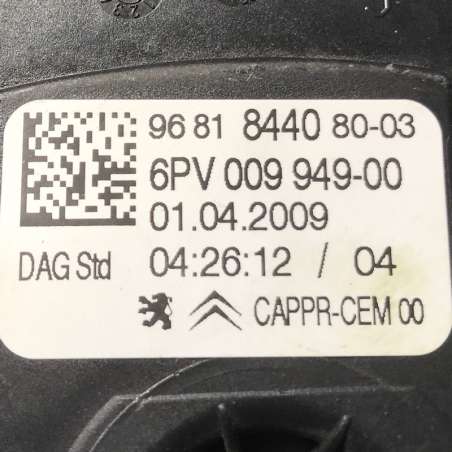 96 81 8440 80-03
6PV 009 949-00
01.04.2009
DAG Std 04:26:12 / 04
CAPPR-CEM 00